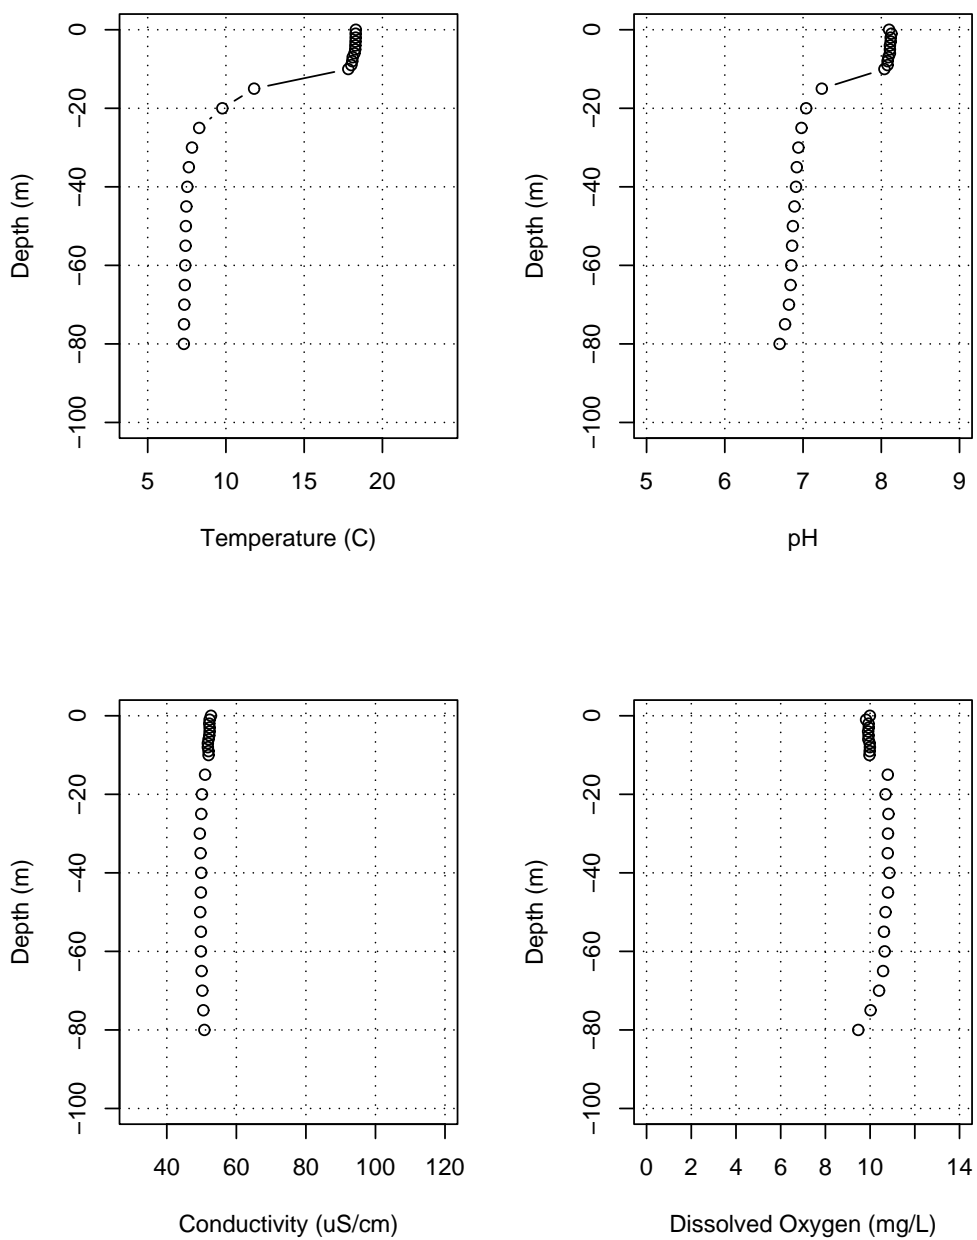 0
−20
−40
−60
−80
−100
Depth (m)
5 10 15 20
Temperature (C)
0
−20
−40
−60
−80
−100
Depth (m)
5 6 7 8 9
pH
0
−20
−40
−60
−80
−100
Depth (m)
40 60 80 100 120
Conductivity (uS/cm)
0
−20
−40
−60
−80
−100
Depth (m)
0 2 4 6 8 10 14
Dissolved Oxygen (mg/L)